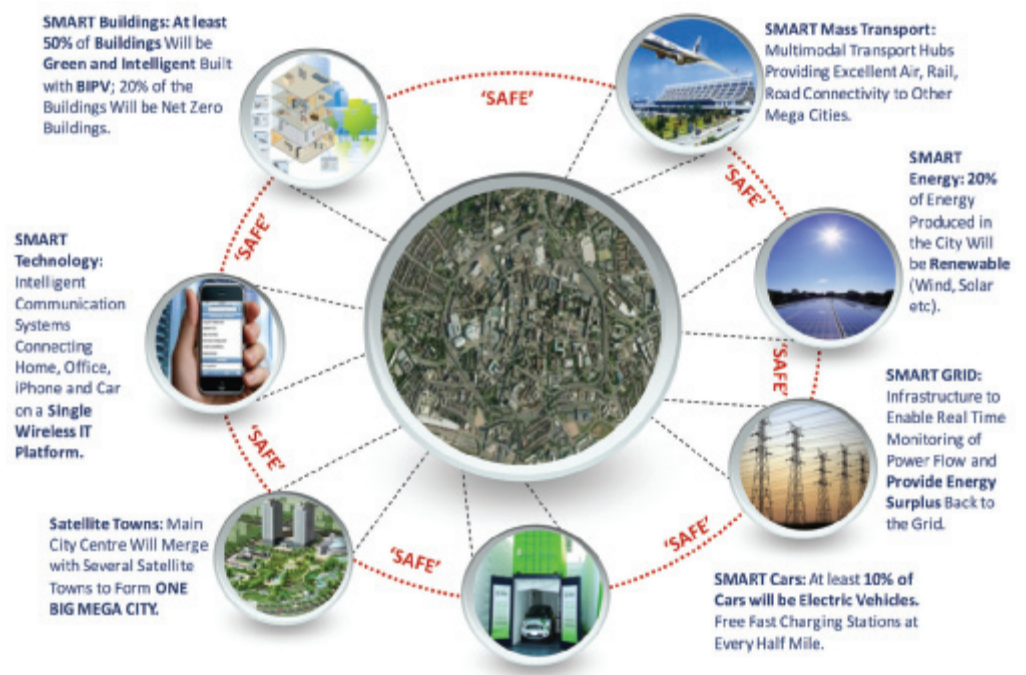 SMART Buildings: At least
50% of Buildings Will be
Green and Intelligent Built
with BIPV; 20% of the
Buildings Will be Net Zero
Buildings.
'SAFE'
SMART Mass Transport:
Multimodal Transport Hubs
Providing Excellent Air, Rail,
Road Connectivity to Other
Mega Cities.
'SAFE'
SMART
Energy: 20%
of Energy
Produced in
the City Will
be Renewable
(Wind, Solar
etc).
'SAFE'
SMART GRID:
Infrastructure to
Enable Real Time
Monitoring of
Power Flow and
Provide Energy
Surplus Back to
the Grid.
'SAFE'
SMART Cars: At least 10% of
Cars will be Electric Vehicles.
Free Fast Charging Stations at
Every Half Mile.
'SAFE'
Satellite Towns: Main
City Centre Will Merge
with Several Satellite
Towns to Form ONE
BIG MEGA CITY.
'SAFE'
SMART
Technology:
Intelligent
Communication
Systems
Connecting
Home, Office,
iPhone and Car
on a Single
Wireless IT
Platform.
'SAFE'